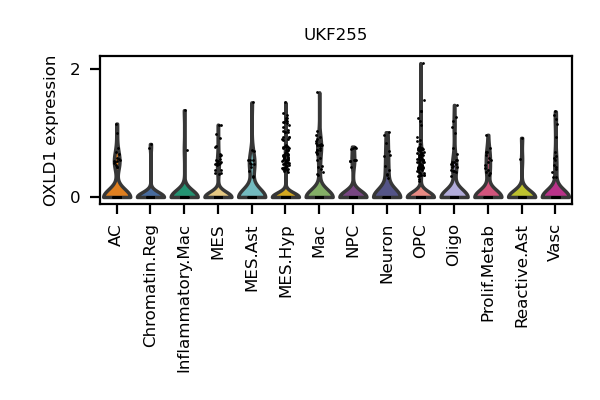 UKF255
OXLD1 expression
2
0
AC
Chromatin.Reg
Inflammatory.Mac
MES
MES.Ast
MES.Hyp
Mac
NPC
Neuron
OPC
Oligo
Prolif.Metab
Reactive.Ast
Vasc